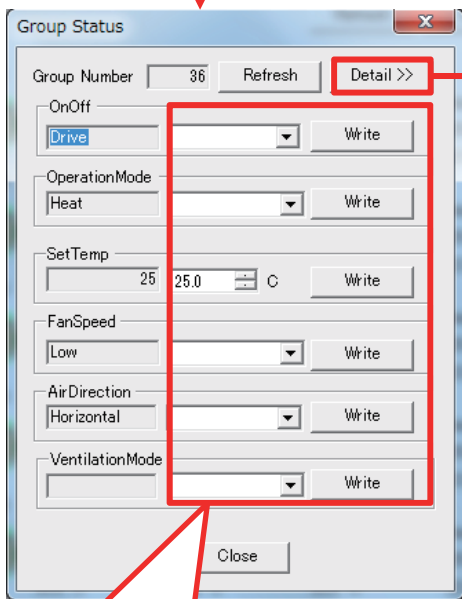 Group Status
Group Number 36 Refresh Detail >>
OnOff
Drive Write
OperationMode
Heat Write
SetTemp
25 25.0 C Write
FanSpeed
Low Write
AirDirection
Horizontal Write
VentilationMode
Write
Close